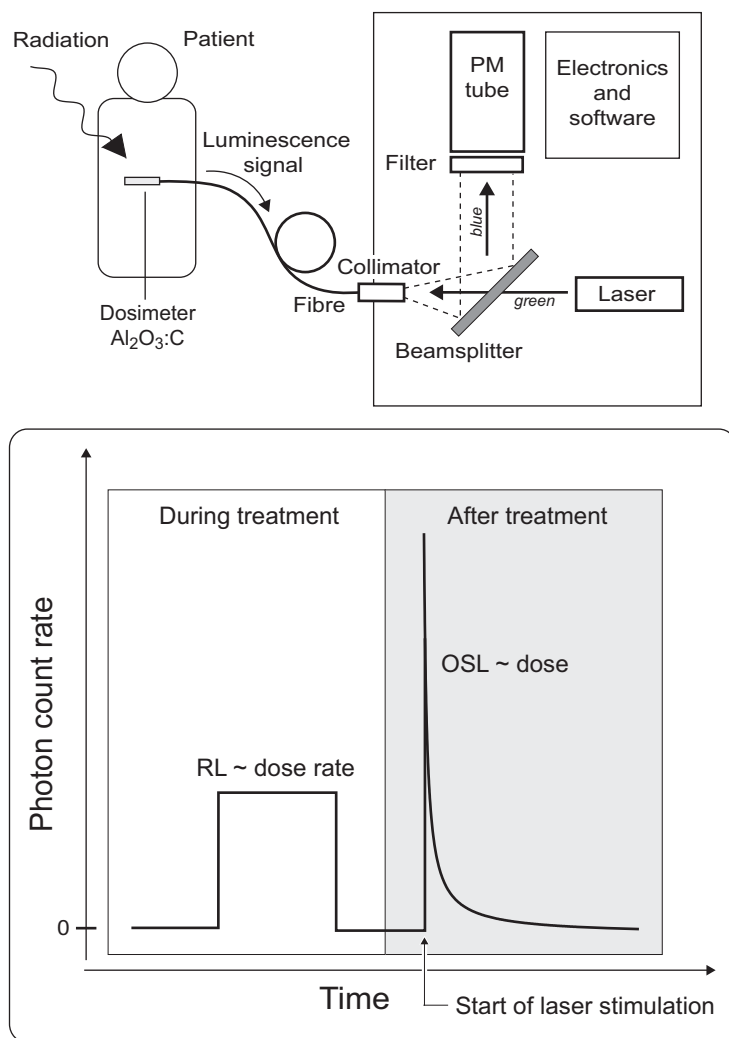 Radiation
Patient
Luminescence
signal
Dosimeter
Al₂O₃:C
Fibre
Collimator
PM
tube
Filter
Electronics
and
software
blue
green
Laser
Beamsplitter
Photon count rate
During treatment
After treatment
OSL ~ dose
RL ~ dose rate
0
Time
Start of laser stimulation